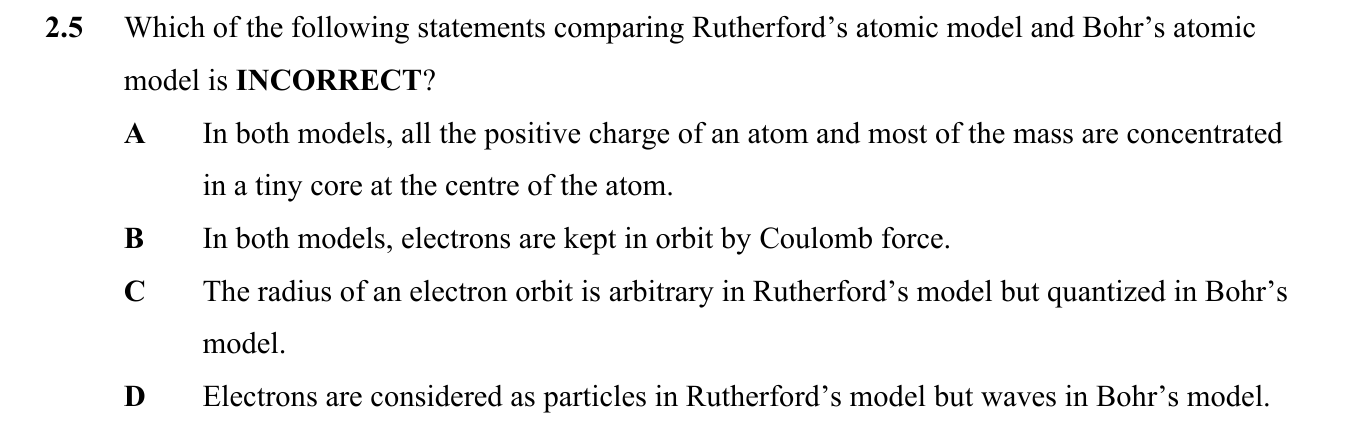 2.5 Which of the following statements comparing Rutherford’s atomic model and Bohr’s atomic
model is INCORRECT?
A In both models, all the positive charge of an atom and most of the mass are concentrated
in a tiny core at the centre of the atom.
B In both models, electrons are kept in orbit by Coulomb force.
C The radius of an electron orbit is arbitrary in Rutherford’s model but quantized in Bohr’s
model.
D Electrons are considered as particles in Rutherford’s model but waves in Bohr’s model.